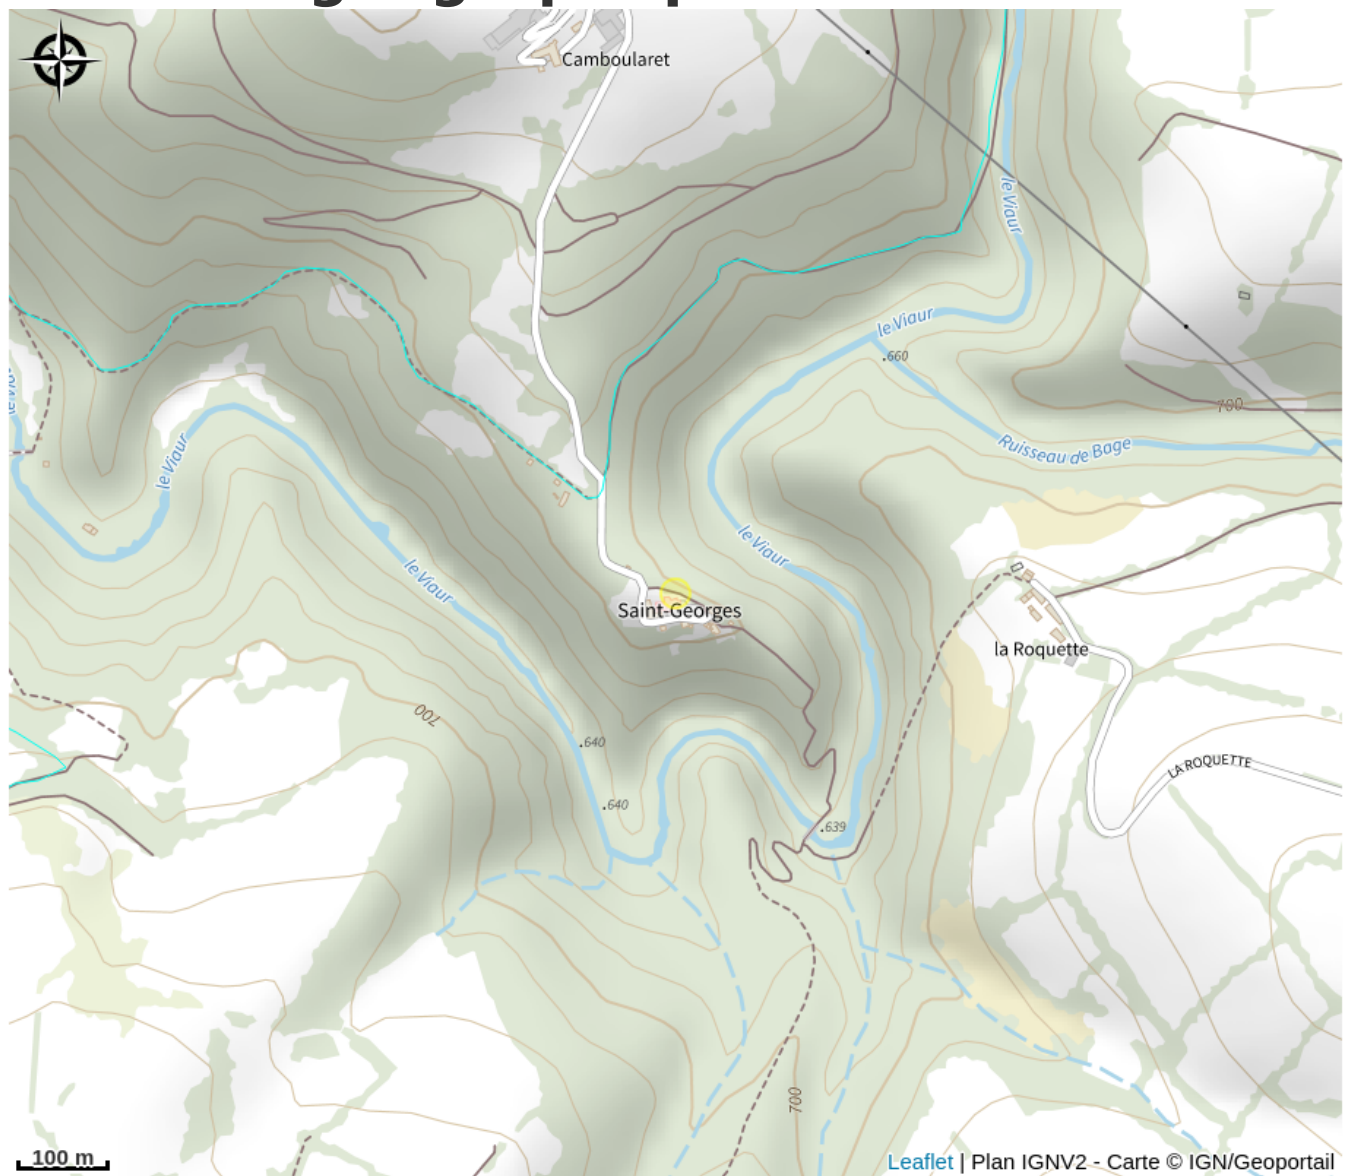 Camboularet
le Viaur
le Viaur
.660
700
Ruisseau de Bage
le Viaur
le Viaur
le Viaur
Saint-Georges
la Roquette
700
.640
LA ROQUETTE
.640
.639
700
100 m
Leaflet | Plan IGNV2 - Carte © IGN/Geoportail